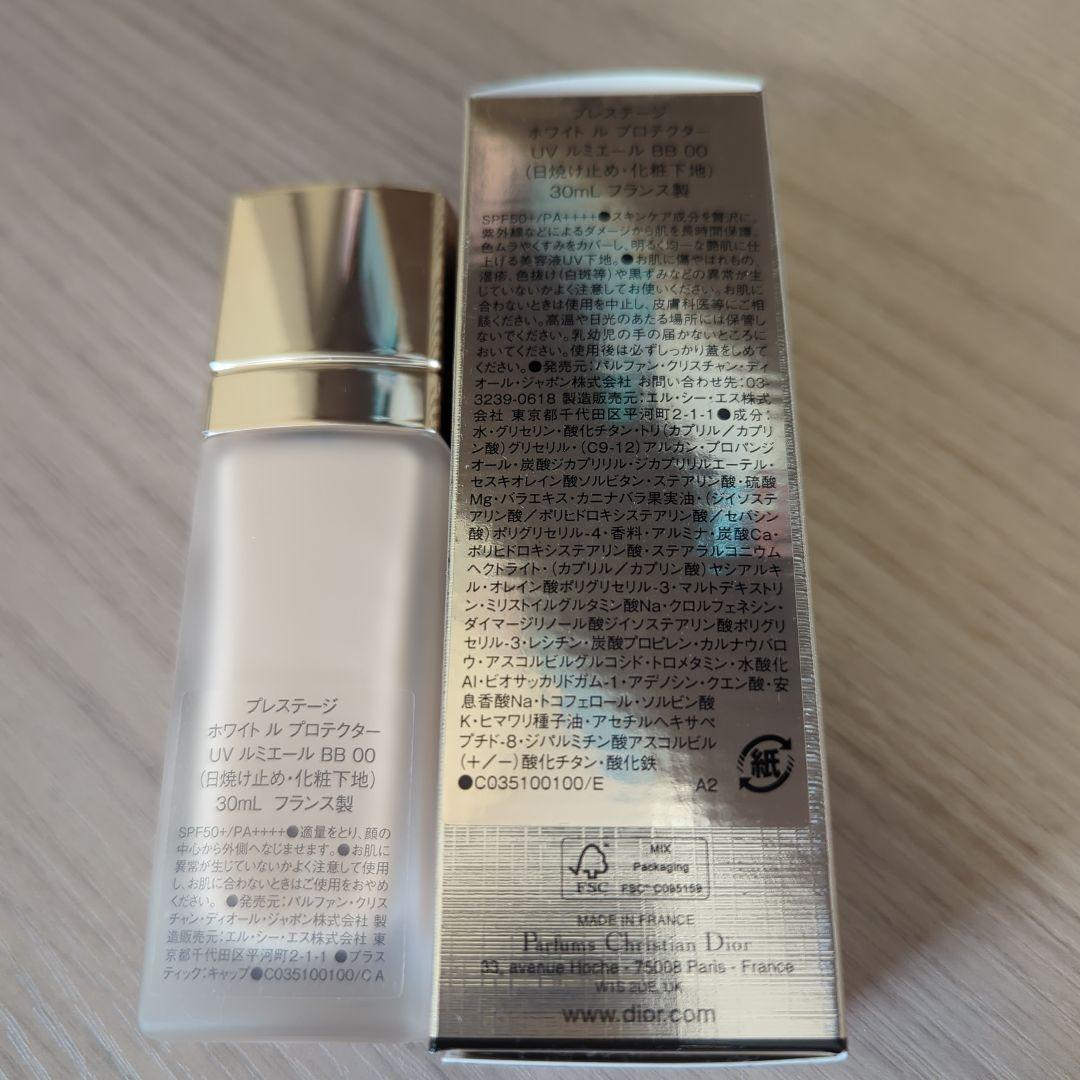 プレステージ
ホワイト ル プロテクター
UV ルミエール BB 00
(日焼け止め・化粧下地)
30mL フランス製
SPF50+/PA++++●適量をとり、顔の
中心から外側へなじませます。●お肌に
異常が生じていないかよく注意して使用
し、お肌に合わないときはご使用をおやめ
ください。 ●発売元:パルファン・クリス
チャン・ディオール・ジャポン株式会社 製
造販売元:エル・シー・エス株式会社 東
京都千代田区平河町2-1-1 ●プラス
ティック:キャップ●C035100100/C A
プレステージ
ホワイト ル プロテクター
UV ルミエール BB 00
(日焼け止め・化粧下地)
30mL フランス製
SPF50+/PA++++●スキンケア成分を贅沢に。
紫外線などによるダメージから肌を長時間保護。
色ムラやくすみをカバーし、明るく均一な艶肌に仕
上げる美容液UV下地。●お肌に傷やはれもの、
湿疹、色抜け(白斑等)や黒ずみなどの異常が生
じていないかよく注意してお使いください。お肌に
合わないときは使用を中止し、皮膚科医等にご相
談ください。高温や日光のあたる場所には保管し
ないでください。乳幼児の手の届かないところに
おいてください。使用後は必ずしっかり蓋をしめて
ください。●発売元:パルファン・クリスチャン・ディ
オール・ジャポン株式会社 お問い合わせ先:03-
3239-0618 製造販売元:エル・シー・エス株式
会社 東京都千代田区平河町2-1-1●成分:
水・グリセリン・酸化チタン・トリ(カプリル/カプリ
ン酸)グリセリル・(C9-12)アルカン・プロパンジ
オール・炭酸ジカプリリル・ジカプリリルエーテル・
セスキオレイン酸ソルビタン・ステアリン酸・硫酸
Mg・バラエキス・カニナバラ果実油・(ジイソステ
アリン酸/ポリヒドロキシステアリン酸/セバシン
酸)ポリグリセリル-4・香料・アルミナ・炭酸Ca・
ポリヒドロキシステアリン酸・ステアラルコニウム
ヘクトライト・(カプリル/カプリン酸)ヤシアルキ
ル・オレイン酸ポリグリセリル-3・マルトデキストリ
ン・ミリストイルグルタミン酸Na・クロルフェネシン・
ダイマージリノール酸ジイソステアリン酸ポリグリ
セリル-3・レシチン・炭酸プロピレン・カルナウバロ
ウ・アスコルビルグルコシド・トロメタミン・水酸化
Al・ビオサッカリドガム-1・アデノシン・クエン酸・安
息香酸Na・トコフェロール・ソルビン酸
K・ヒマワリ種子油・アセチルヘキサペ
プチド-8・ジパルミチン酸アスコルビル
(+/−)酸化チタン・酸化鉄
●C035100100/E A2
紙
FSC
MIX
Packaging
FSC® C095159
MADE IN FRANCE
Parfums Christian Dior
33, avenue Hoche - 75008 Paris - France
W1S 2DE, UK
www.dior.com